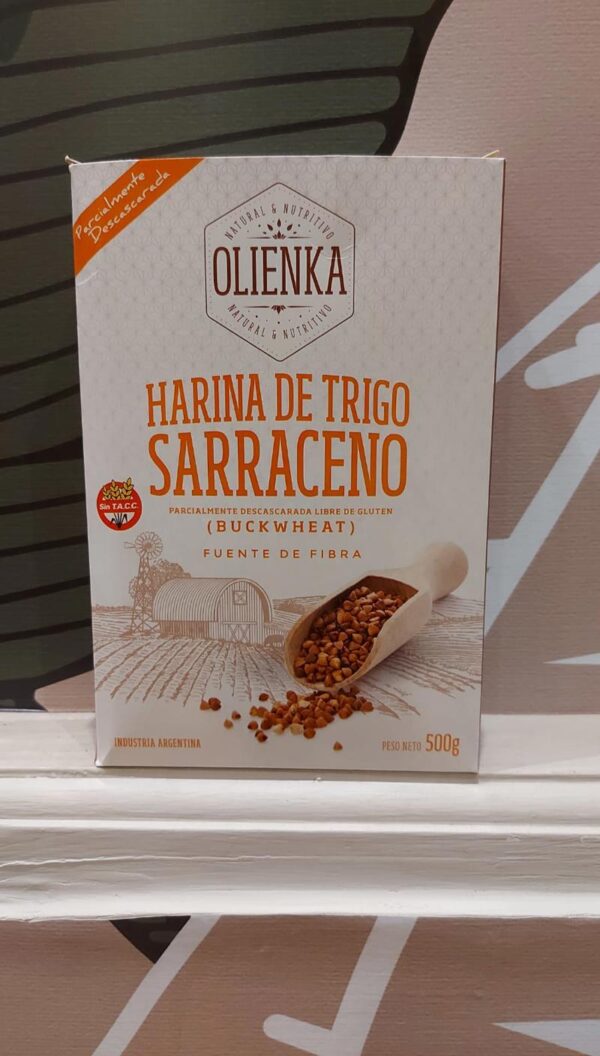 Parcialmente
Descascarada
NATURAL & NUTRITIVO
OLIENKA
NATURAL & NUTRITIVO
HARINA DE TRIGO
SARRACENO
Sin T.A.C.C.
PARCIALMENTE DESCASCARADA LIBRE DE GLUTEN
(BUCKWHEAT)
FUENTE DE FIBRA
INDUSTRIA ARGENTINA
PESO NETO 500g